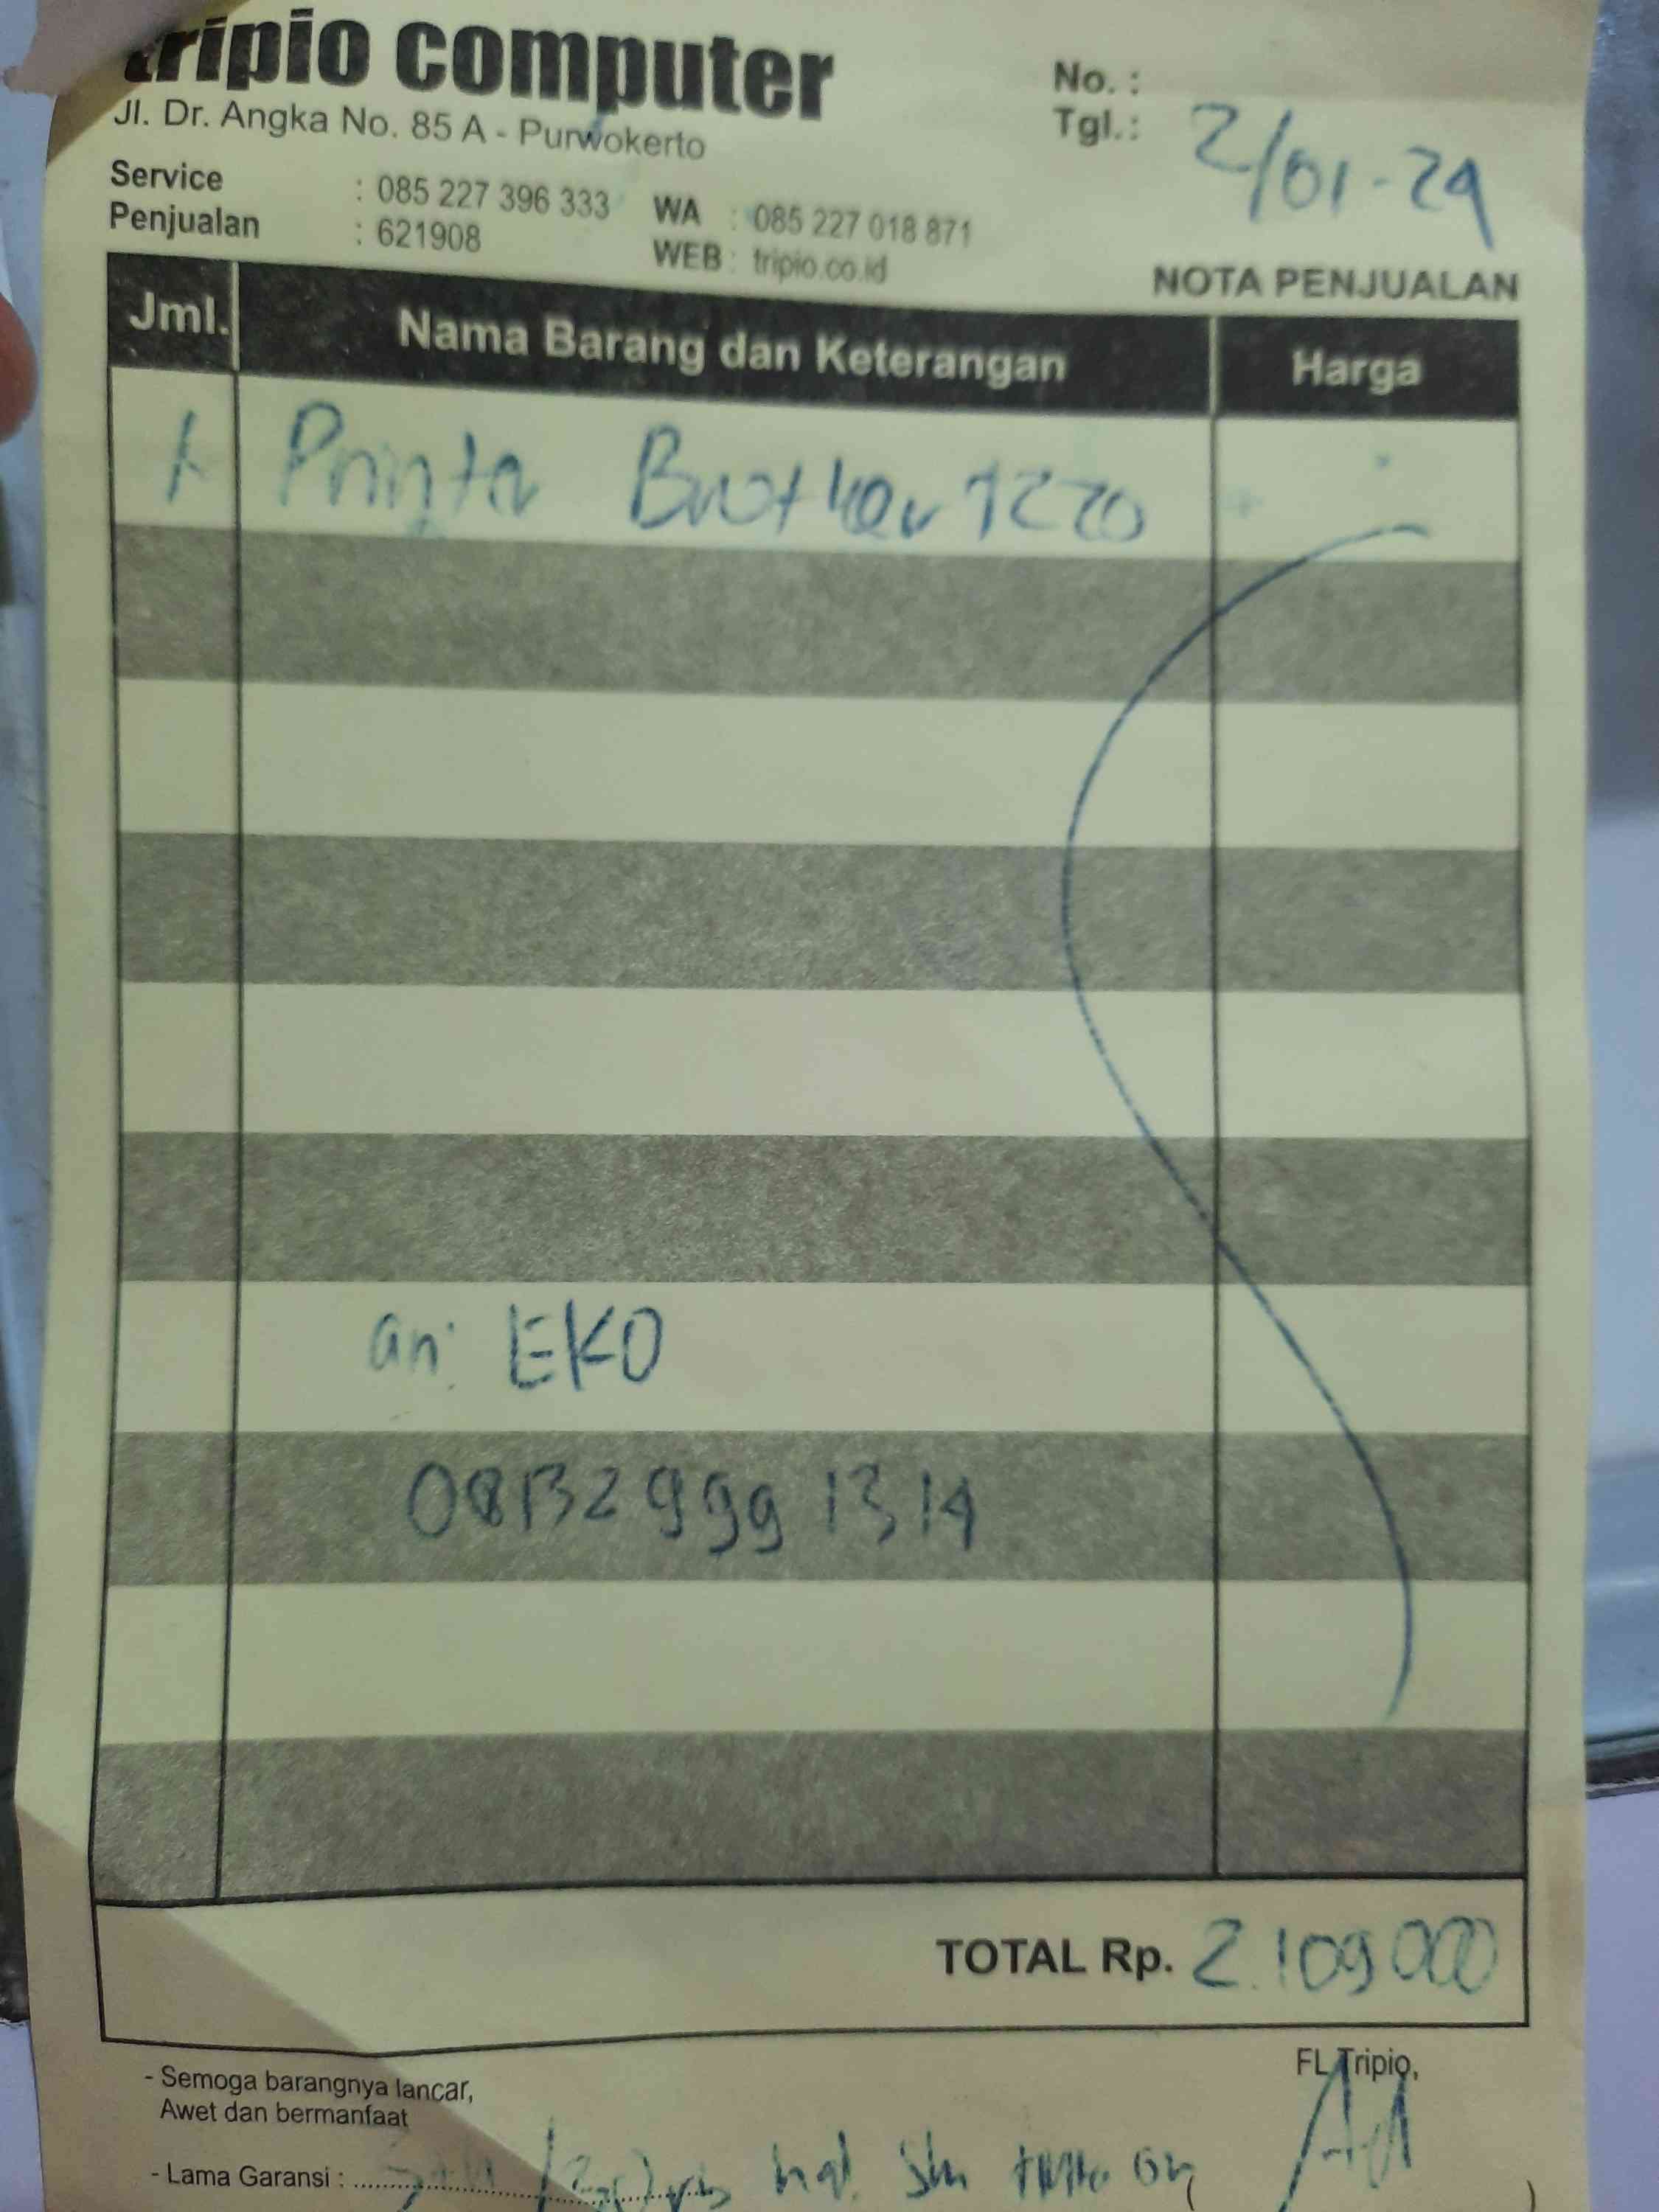 tripio computer
Jl. Dr. Angka No. 85 A - Purwokerto
No. :
Tgl. : 2/01-24
Service : 085 227 396 333 WA : 085 227 018 871
Penjualan : 621908 WEB : tripio.co.id
NOTA PENJUALAN
Jml. Nama Barang dan Keterangan Harga
1 Printer Brother T220
an: EKO
081329991314
TOTAL Rp. 2.109.000
- Semoga barangnya lancar,
Awet dan bermanfaat
FL Tripio,
- Lama Garansi :